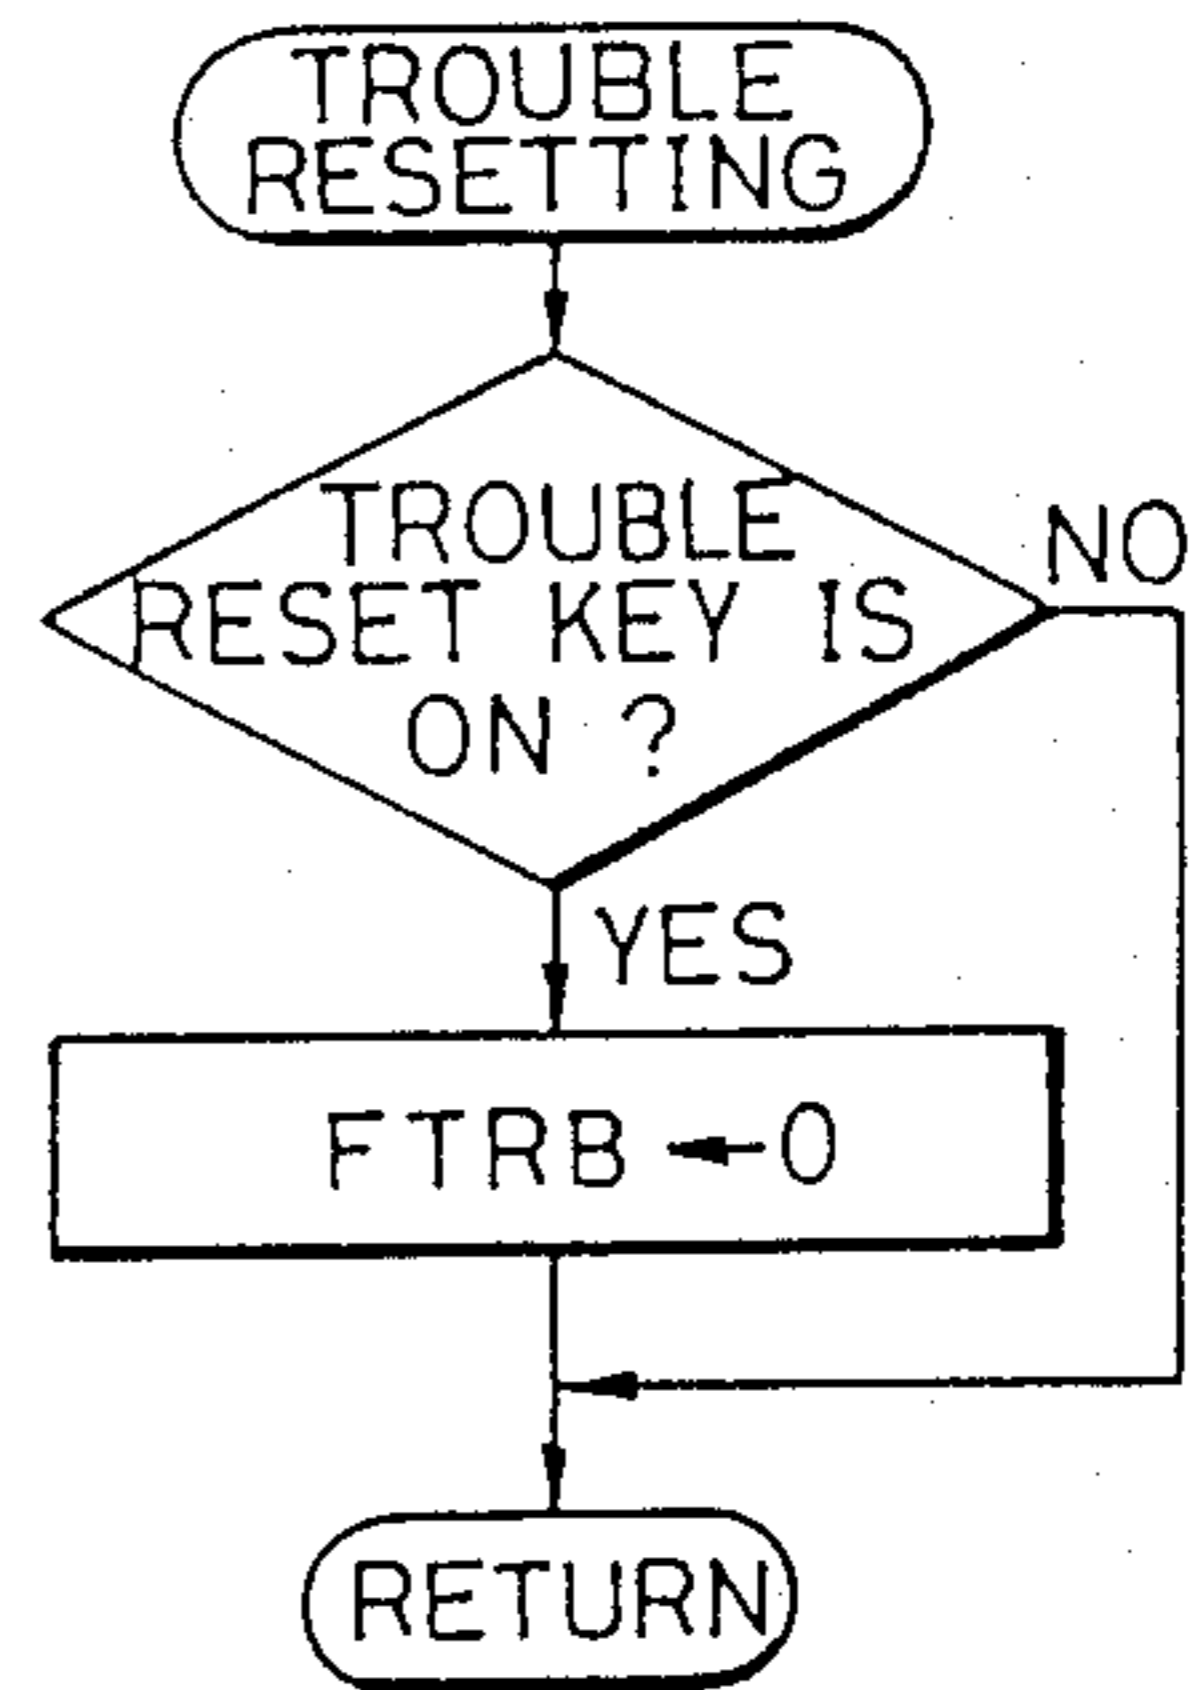 TROUBLE
RESETTING
TROUBLE
NO
RESET KEY IS
ON ?
YES
FTRB ← 0
RETURN